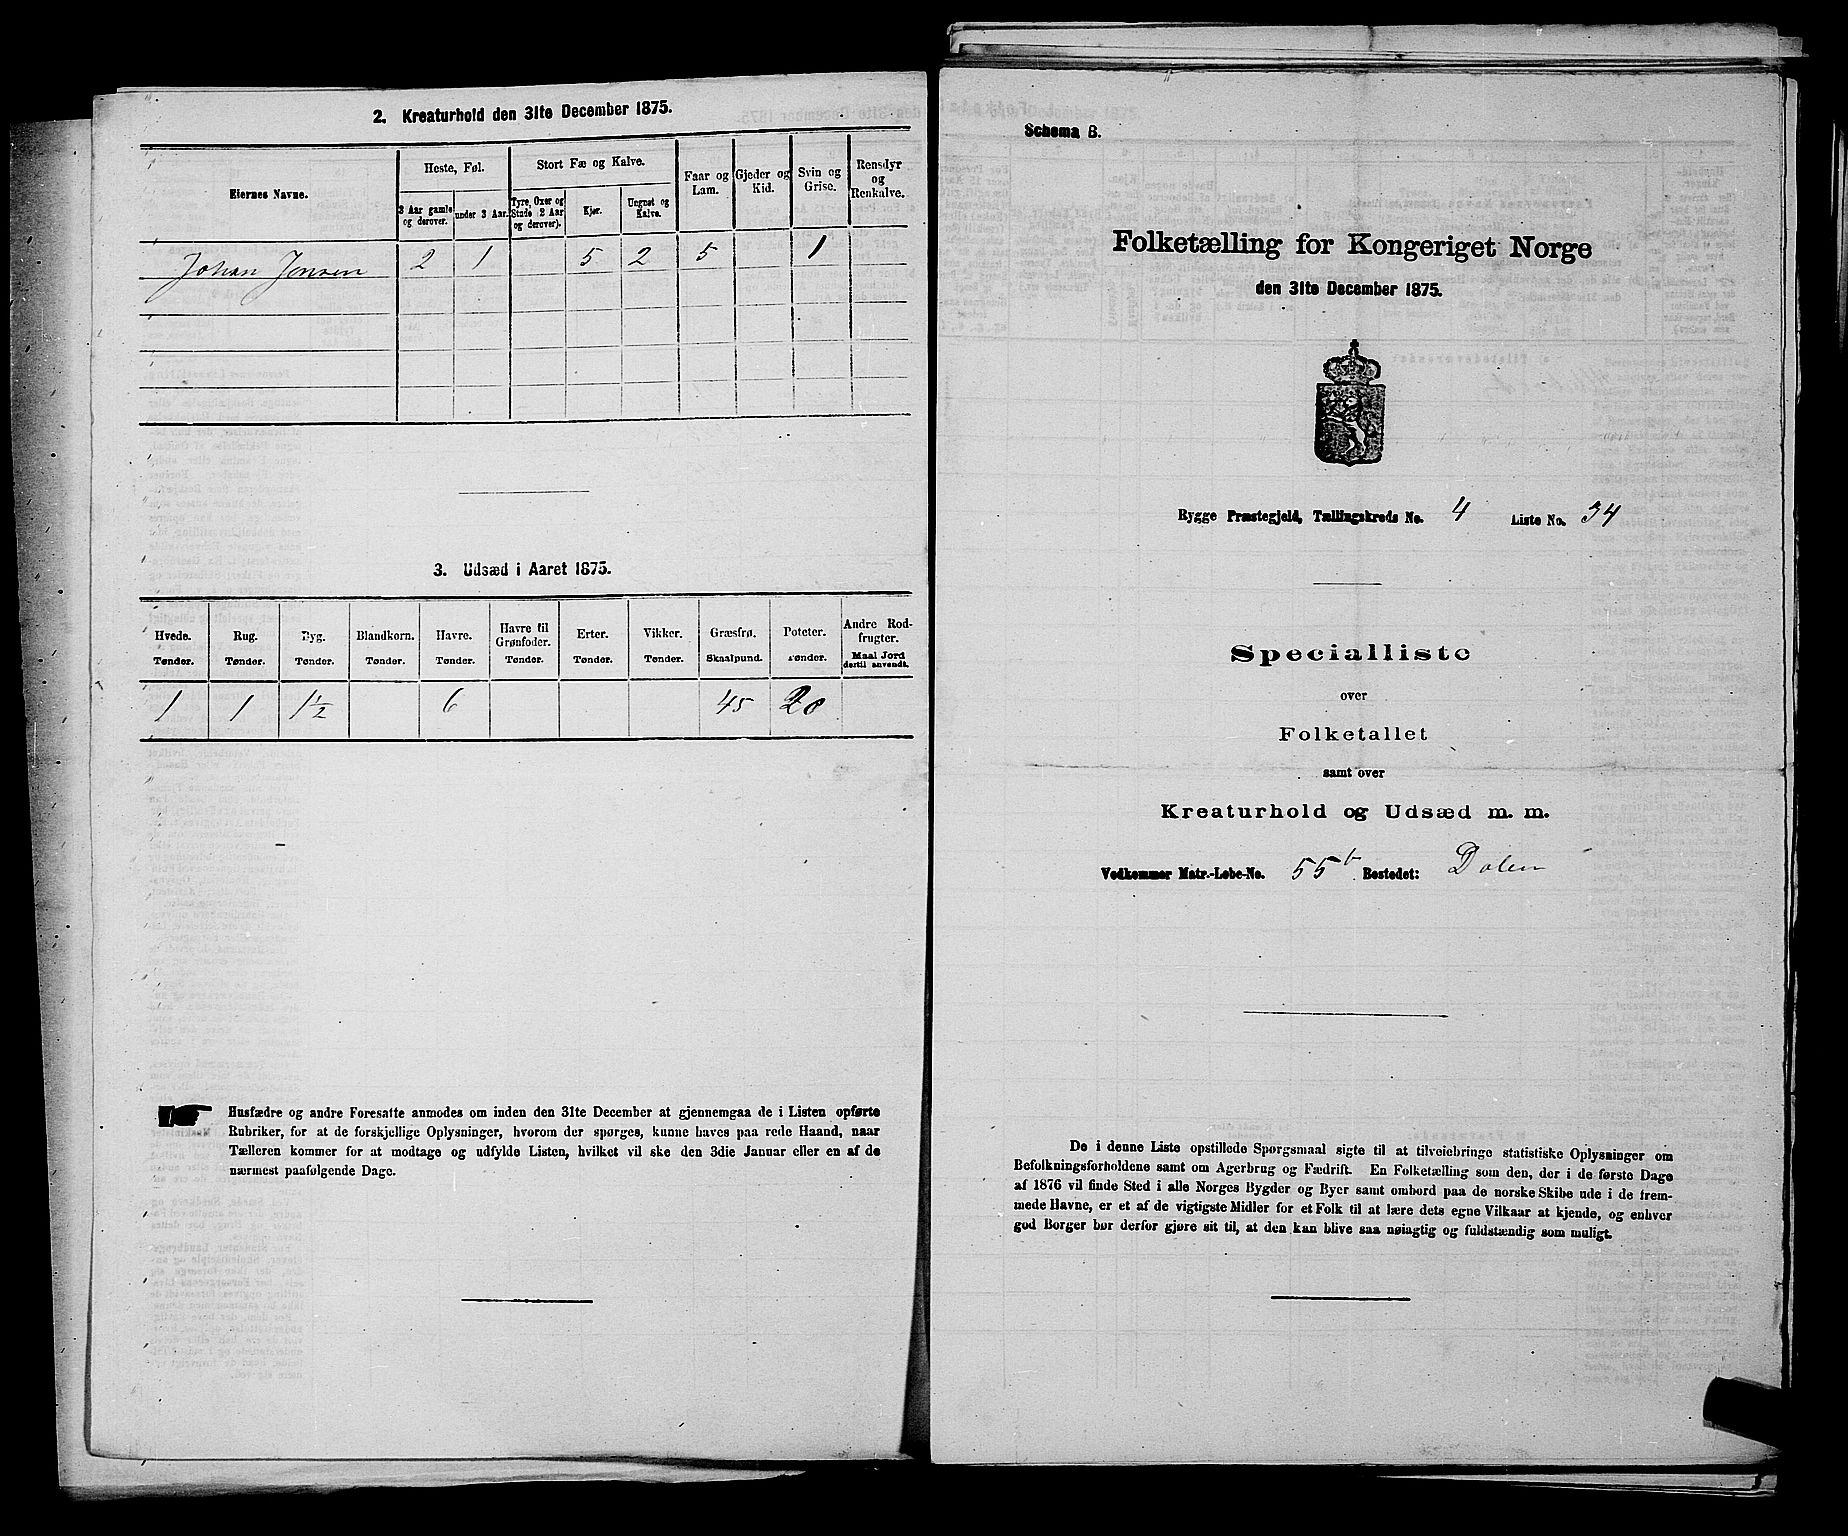 2. Kreaturhold den 31te December 1875.
Eiernes Navne.
Heste, Føl.
Stort Fæ og Kalve.
Faar og Lam.
Gjeder og Kid.
Svin og Grise.
Rensdyr og Renkalve.
3 Aar gamle og derover.
under 3 Aar.
Tyre, Oxer og Stude 2 Aar og derover).
Kjør.
Ungnøt og Kalve.
Johan Jensen 2 1 5 2 5 1
3. Udsæd i Aaret 1875.
Hvede. Rug. Byg. Blandkorn. Havre. Havre til Grønfoder. Erter. Vikker. Græsfrø. Poteter. Andre Rodfrugter.
Tønder. Tønder. Tønder. Tønder. Tønder. Tønder. Tønder. Tønder. Skaalpund. Tønder. Maal Jord dertil anvendt.
1 1 1½ 6 45 20
Husfædre og andre Foresatte anmodes om inden den 31te December at gjennemgaa de i Listen opførte
Rubriker, for at de forskjellige Oplysninger, hvorom der spørges, kunne haves paa rede Haand, naar
Tælleren kommer for at modtage og udfylde Listen, hvilket vil ske den 3die Januar eller en af de
nærmest paafølgende Dage.
Schema B.
Folketælling for Kongeriget Norge
den 31te December 1875.
Rygge Præstegjeld, Tællingskreds No. 4 Liste No. 34
Specialliste
over
Folketallet
samt over
Kreaturhold og Udsæd m. m.
Vedkommer Matr.-Løbe-No. 55b Bostedet: Dalen
De i denne Liste opstillede Spørgsmaal sigte til at tilveiebringe statistiske Oplysninger om
Befolkningsforholdene samt om Agerbrug og Fædrift. En Folketælling som den, der i de første Dage
af 1876 vil finde Sted i alle Norges Bygder og Byer samt ombord paa de norske Skibe ude i de frem-
mede Havne, er et af de vigtigste Midler for et Folk til at lære dets egne Vilkaar at kjende, og enhver
god Borger bør derfor gjøre sit til, at den kan blive saa nøiagtig og fuldstændig som muligt.